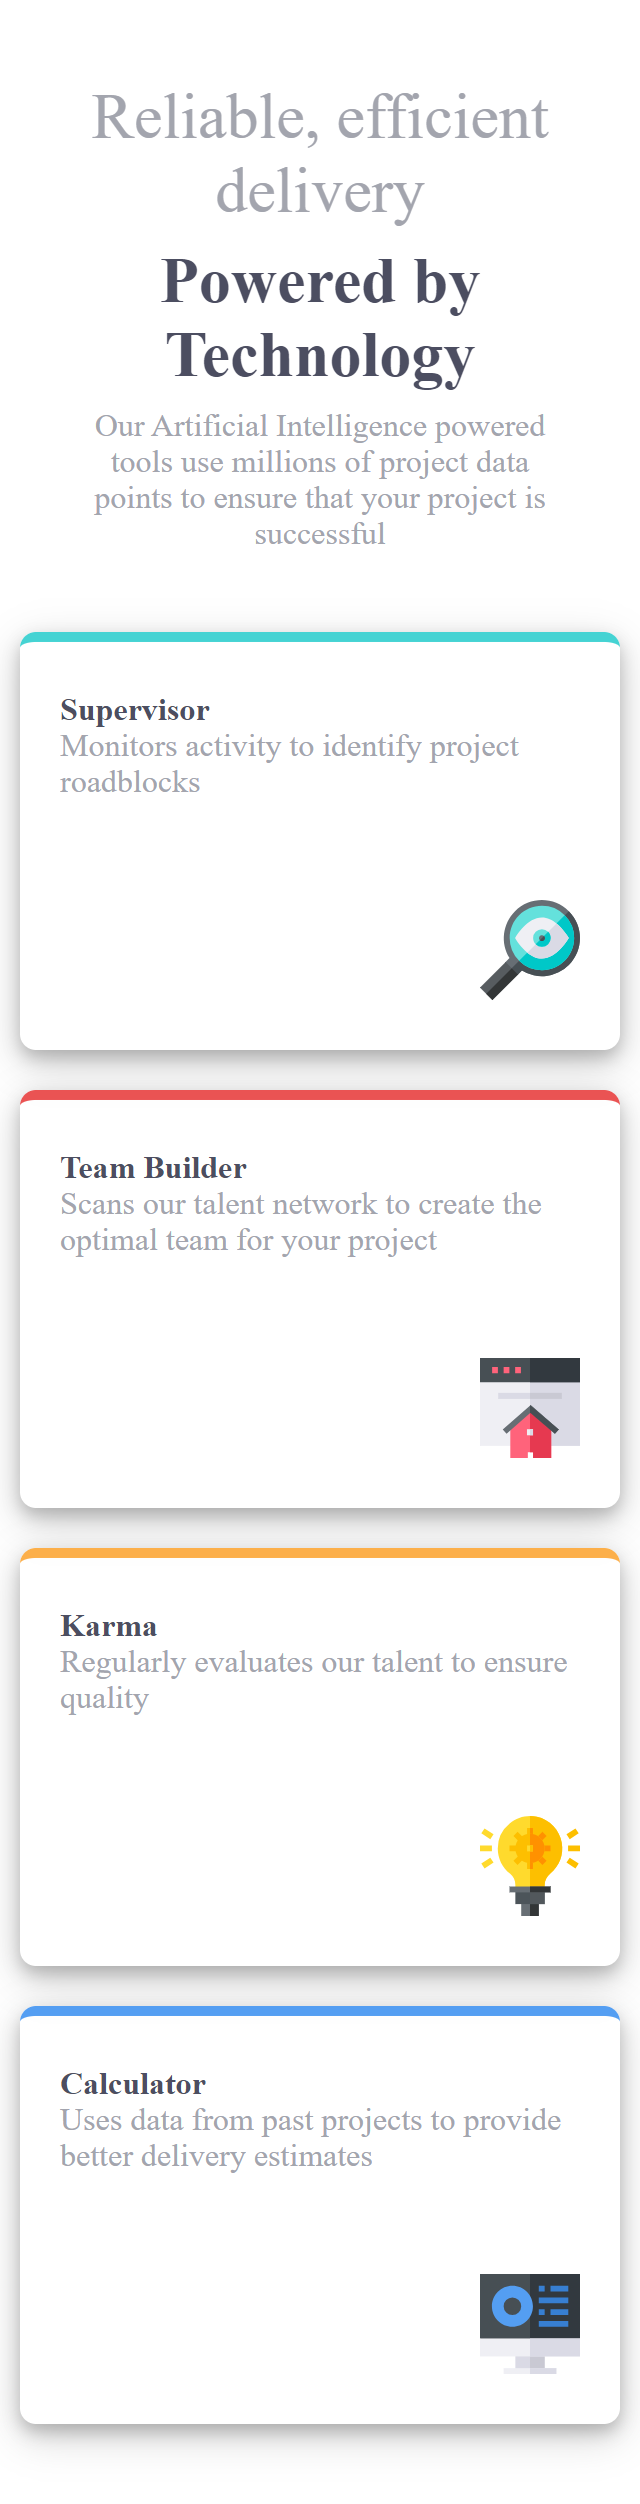 Reliable, efficient
delivery
Powered by
Technology
Our Artificial Intelligence powered
tools use millions of project data
points to ensure that your project is
successful
Supervisor
Monitors activity to identify project
roadblocks
Team Builder
Scans our talent network to create the
optimal team for your project
Karma
Regularly evaluates our talent to ensure
quality
Calculator
Uses data from past projects to provide
better delivery estimates